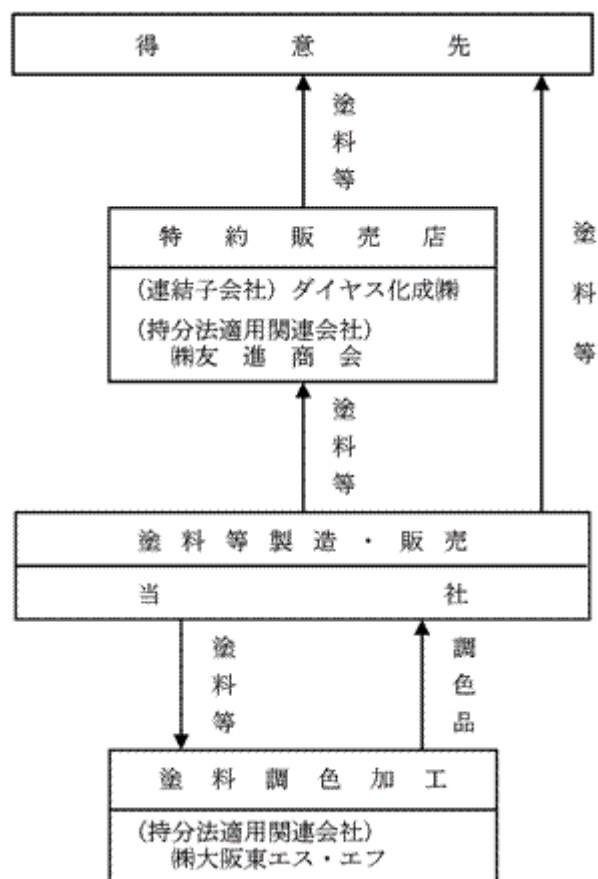 得意先
塗料等
特約販売店
(連結子会社) ダイヤス化成㈱
(持分法適用関連会社)
㈱友進商会
塗料等
塗料等
塗料等製造・販売
当社
塗料等
調色品
塗料調色加工
(持分法適用関連会社)
㈱大阪東エス・エフ